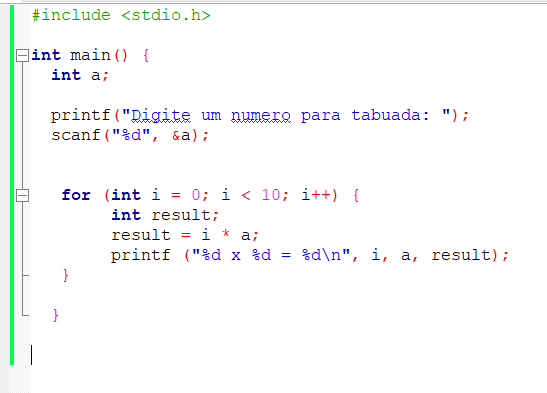 #include <stdio.h>
int main() {
int a;
printf("Digite um numero para tabuada: ");
scanf("%d", &a);
for (int i = 0; i < 10; i++) {
int result;
result = i * a;
printf ("%d x %d = %d\n", i, a, result);
}
}